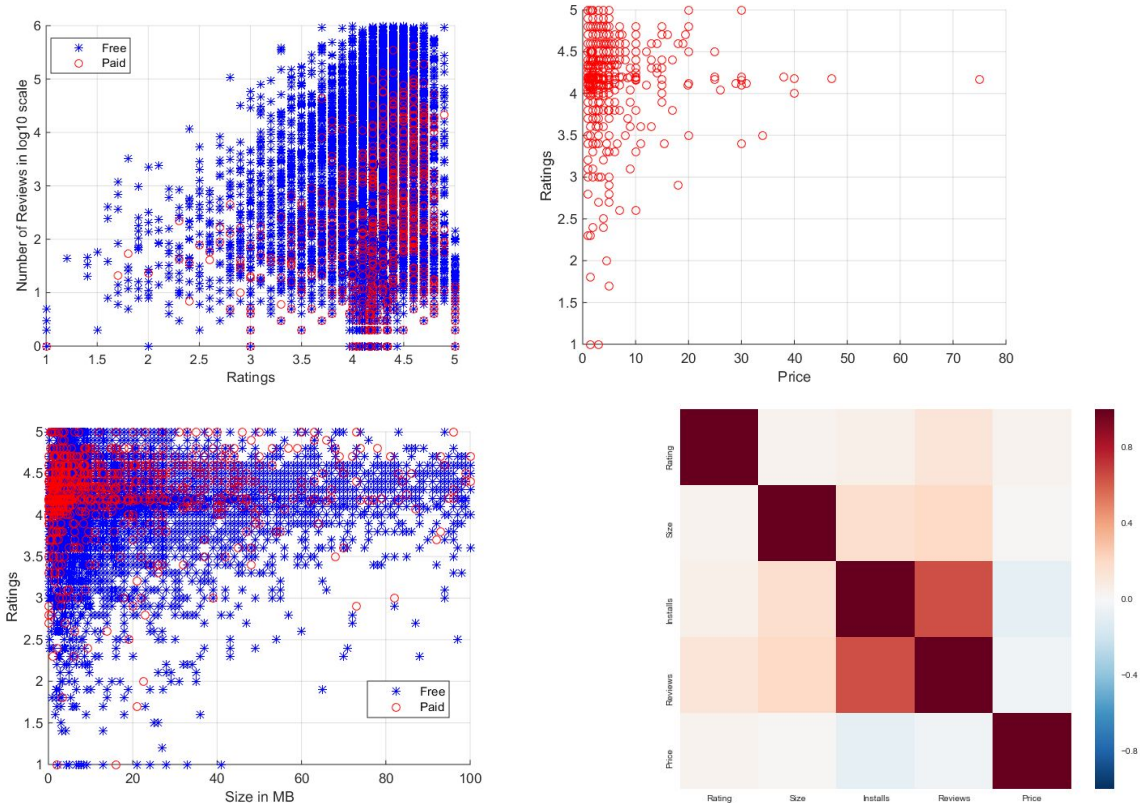 6
5
4
3
2
1
0
Number of Reviews in log10 scale
Free
Paid
1 1.5 2 2.5 3 3.5 4 4.5 5
Ratings
5
4.5
4
3.5
3
2.5
2
1.5
1
Ratings
0 10 20 30 40 50 60 70 80
Price
5
4.5
4
3.5
3
2.5
2
1.5
1
Ratings
Free
Paid
0 20 40 60 80 100
Size in MB
Rating
Size
Installs
Reviews
Price
Rating Size Installs Reviews Price
0.8
0.4
0.0
-0.4
-0.8